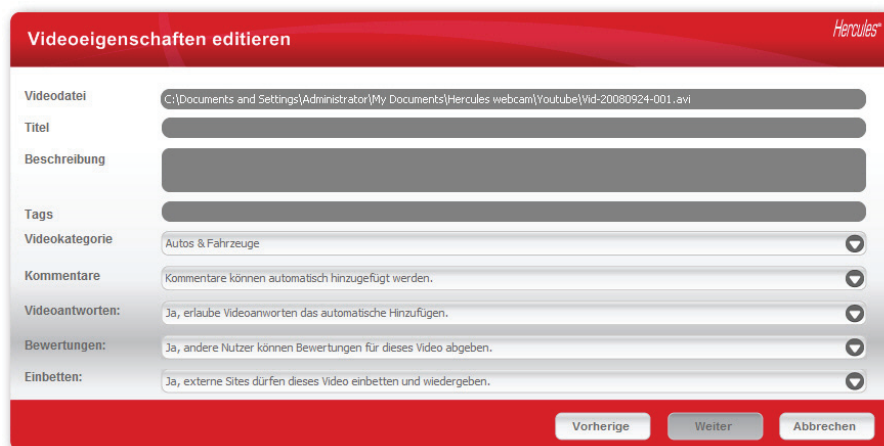 Videoeigenschaften editieren
Hercules®
Videodatei C:\Documents and Settings\Administrator\My Documents\Hercules webcam\Youtube\Vid-20080924-001.avi
Titel
Beschreibung
Tags
Videokategorie Autos & Fahrzeuge
Kommentare Kommentare können automatisch hinzugefügt werden.
Videoantworten: Ja, erlaube Videoanworten das automatische Hinzufügen.
Bewertungen: Ja, andere Nutzer können Bewertungen für dieses Video abgeben.
Einbetten: Ja, externe Sites dürfen dieses Video einbetten und wiedergeben.
Vorherige Weiter Abbrechen